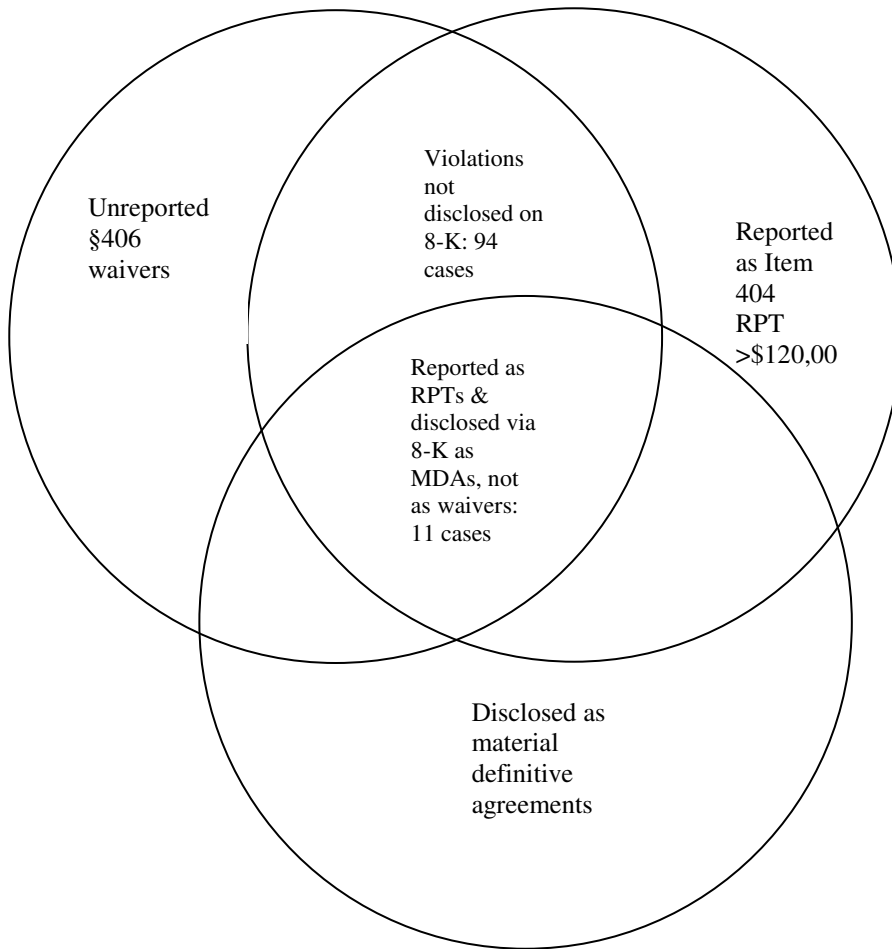 Violations
not
disclosed on
8-K: 94
cases
Unreported
§406
waivers
Reported
as Item
404
RPT
>$120,00
Reported as
RPTs &
disclosed via
8-K as
MDAs, not
as waivers:
11 cases
Disclosed as
material
definitive
agreements